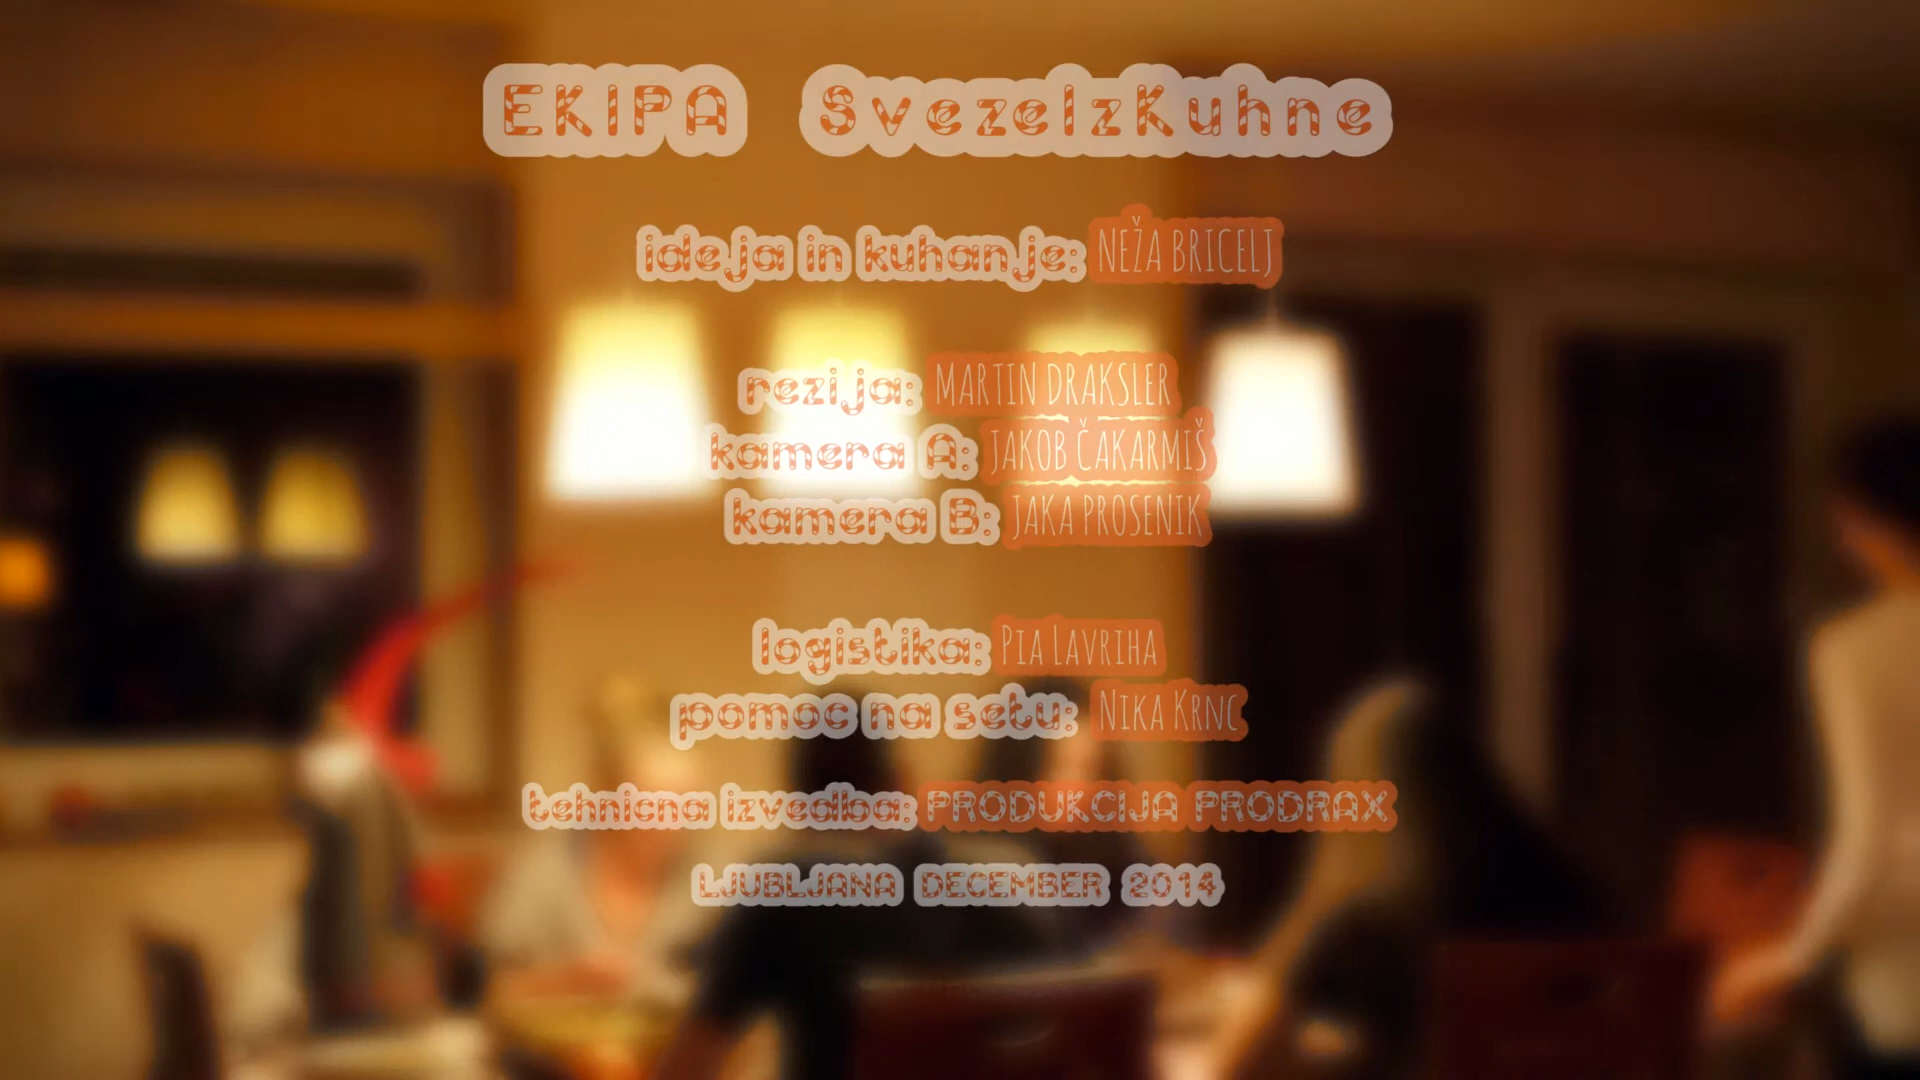 EKIPA SvezeIzKuhne
ideja in kuhanje: NEŽA BRICELJ
rezija: MARTIN DRAKSLER
kamera A: JAKOB ČAKARMIŠ
kamera B: JAKA PROSENIK
logistika: PIA LAVRIHA
pomoc na setu: NIKA KRNC
tehnicna izvedba: PRODUKCIJA PRODRAX
LJUBLJANA DECEMBER 2014